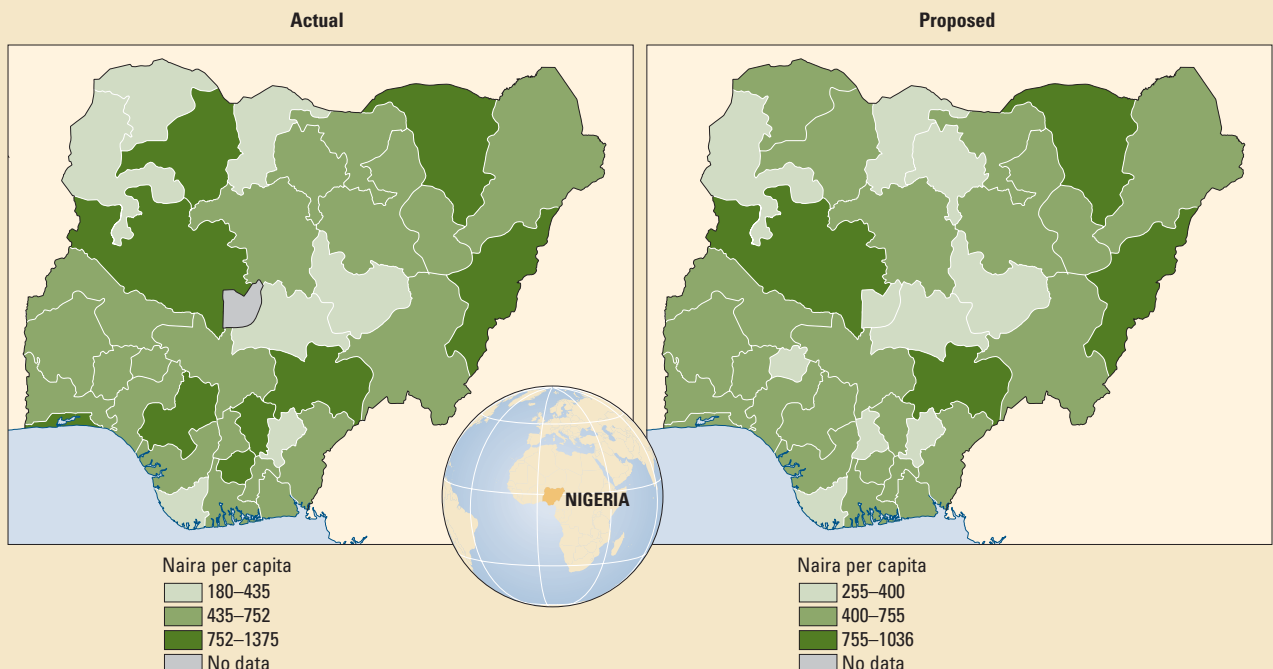 Actual
Proposed
NIGERIA
Naira per capita
180–435
435–752
752–1375
No data
Naira per capita
255–400
400–755
755–1036
No data